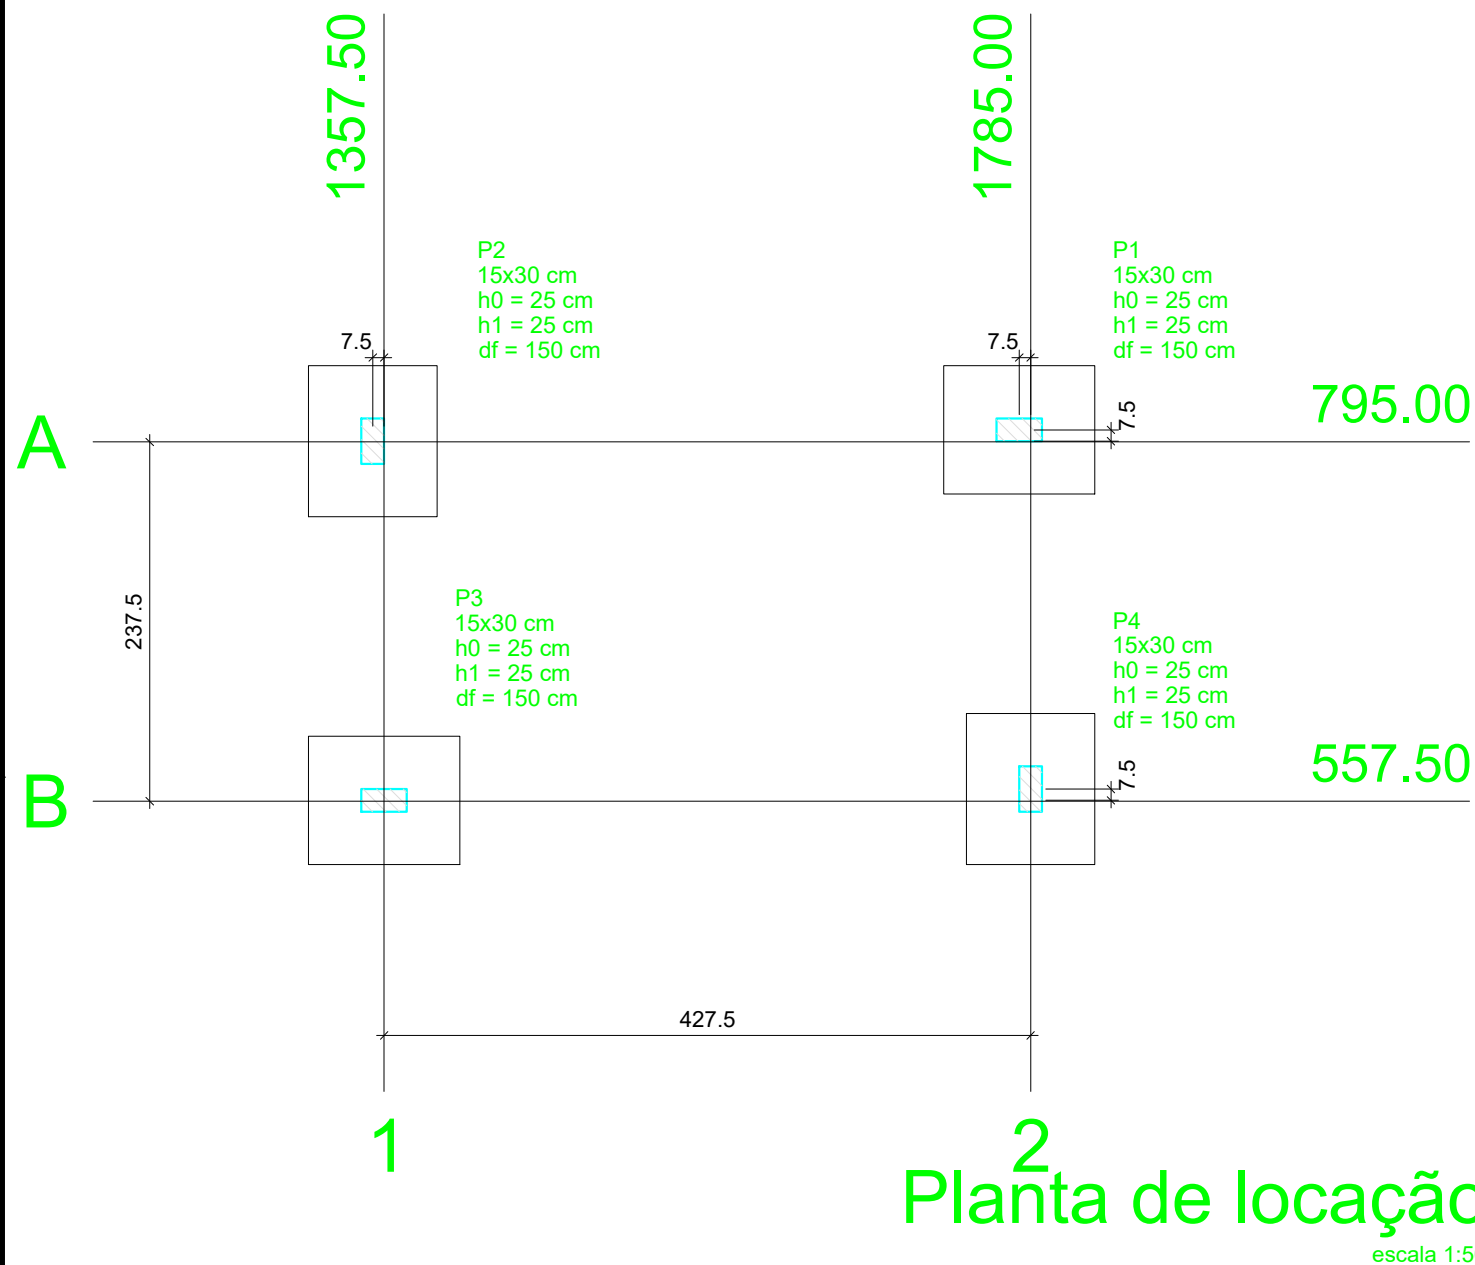 1357.50
1785.00
P2
15x30 cm
h0 = 25 cm
h1 = 25 cm
df = 150 cm
P1
15x30 cm
h0 = 25 cm
h1 = 25 cm
df = 150 cm
7.5
7.5
7.5
795.00
A
237.5
P3
15x30 cm
h0 = 25 cm
h1 = 25 cm
df = 150 cm
P4
15x30 cm
h0 = 25 cm
h1 = 25 cm
df = 150 cm
7.5
557.50
B
427.5
1
2
Planta de locação
escala 1:5